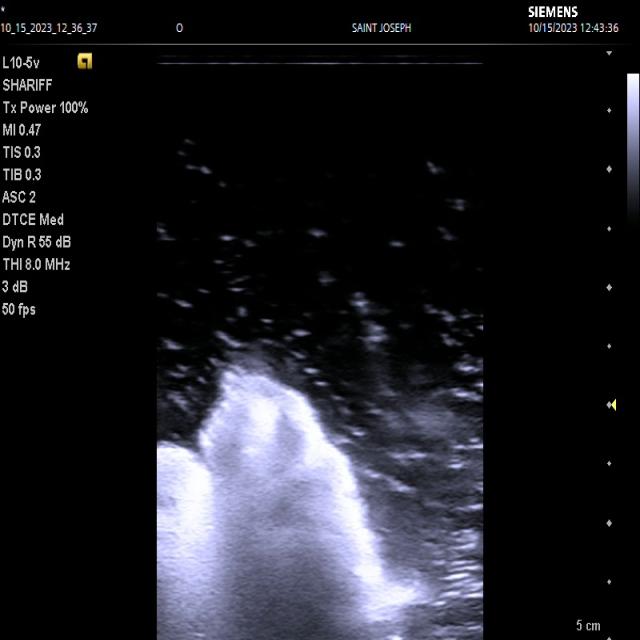 *
SIEMENS
10_15_2023_12_36_37 O SAINT JOSEPH 10/15/2023 12:43:36
L10-5v
SHARIFF
Tx Power 100%
MI 0.47
TIS 0.3
TIB 0.3
ASC 2
DTCE Med
Dyn R 55 dB
THI 8.0 MHz
3 dB
50 fps
5 cm